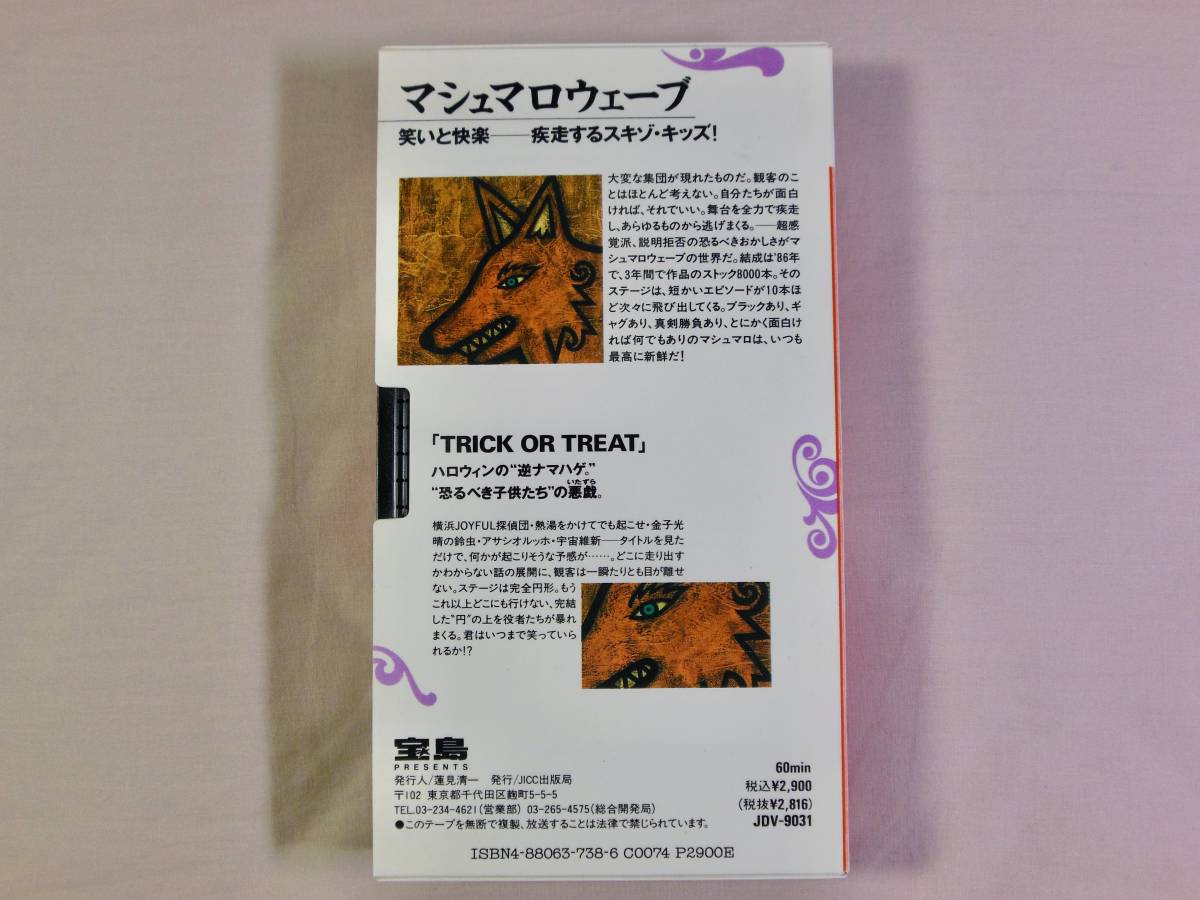 マシュマロウェーブ
笑いと快楽──疾走するスキゾ・キッズ!
大変な集団が現れたものだ。観客のこ
とはほとんど考えない。自分たちが面白
ければ、それでいい。舞台を全力で疾走
し、あらゆるものから逃げまくる。──超感
覚派、説明拒否の恐るべきおかしさがマ
シュマロウェーブの世界だ。結成は'86年
で、3年間で作品のストック8000本。その
ステージは、短かいエピソードが10本ほ
ど次々に飛び出してくる。ブラックあり、ギ
ャグあり、真剣勝負あり、とにかく面白け
れば何でもありのマシュマロは、いつも
最高に新鮮だ!
「TRICK OR TREAT」
ハロウィンの“逆ナマハゲ。”
いたずら
“恐るべき子供たち”の悪戯。
横浜JOYFUL探偵団・熱湯をかけてでも起こせ・金子光
晴の鈴虫・アサシオルッホ・宇宙維新──タイトルを見た
だけで、何かが起こりそうな予感が……。どこに走り出す
かわからない話の展開に、観客は一瞬たりとも目が離せ
ない。ステージは完全円形。もう
これ以上どこにも行けない、完結
した“円”の上を役者たちが暴れ
まくる。君はいつまで笑っていら
れるか!?
宝島
PRESENTS
発行人/蓮見清一 発行/JICC出版局
〒102 東京都千代田区麹町5-5-5
TEL.03-234-4621(営業部) 03-265-4575(総合開発局)
●このテープを無断で複製、放送することは法律で禁じられています。
60min
税込¥2,900
(税抜¥2,816)
JDV-9031
ISBN4-88063-738-6 C0074 P2900E